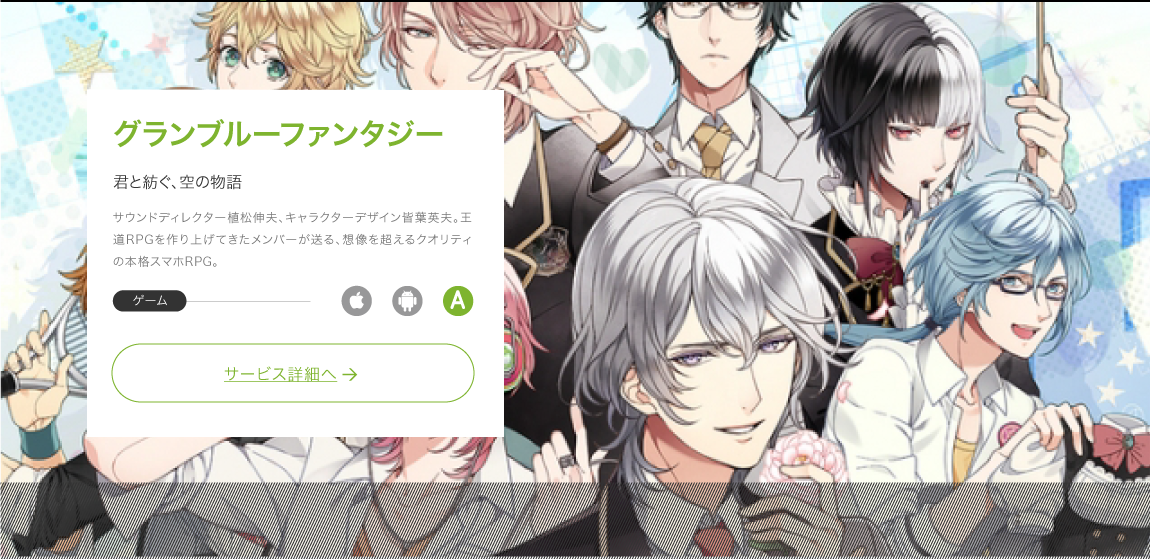 グランブルーファンタジー
君と紡ぐ、空の物語
サウンドディレクター植松伸夫、キャラクターデザイン皆葉英夫。王
道RPGを作り上げてきたメンバーが送る、想像を超えるクオリティ
の本格スマホRPG。
ゲーム
A
サービス詳細へ →